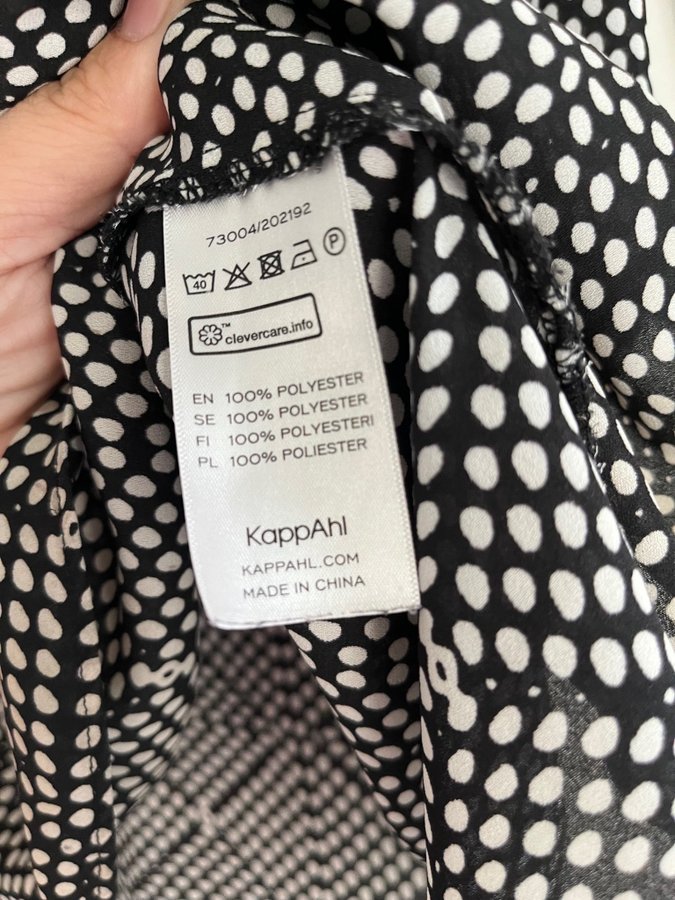 73004/202192
40 P
™ clevercare.info
EN 100% POLYESTER
SE 100% POLYESTER
FI 100% POLYESTERI
PL 100% POLIESTER
KappAhl
KAPPAHL.COM
MADE IN CHINA